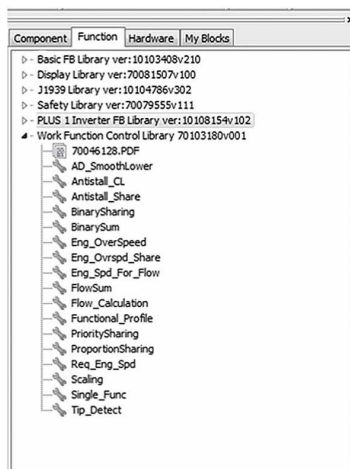 Component Function Hardware My Blocks
Basic FB Library ver:10103408v210
Display Library ver:70081507v100
J1939 Library ver:10104786v302
Safety Library ver:70079555v111
PLUS 1 Inverter FB Library ver:10108154v102
Work Function Control Library 70103180v001
70046128.PDF
AD_SmoothLower
Antistall_CL
Antistall_Share
BinarySharing
BinarySum
Eng_OverSpeed
Eng_Ovrspd_Share
Eng_Spd_For_Flow
FlowSum
Flow_Calculation
Functional_Profile
PrioritySharing
ProportionSharing
Req_Eng_Spd
Scaling
Single_Func
Tip_Detect